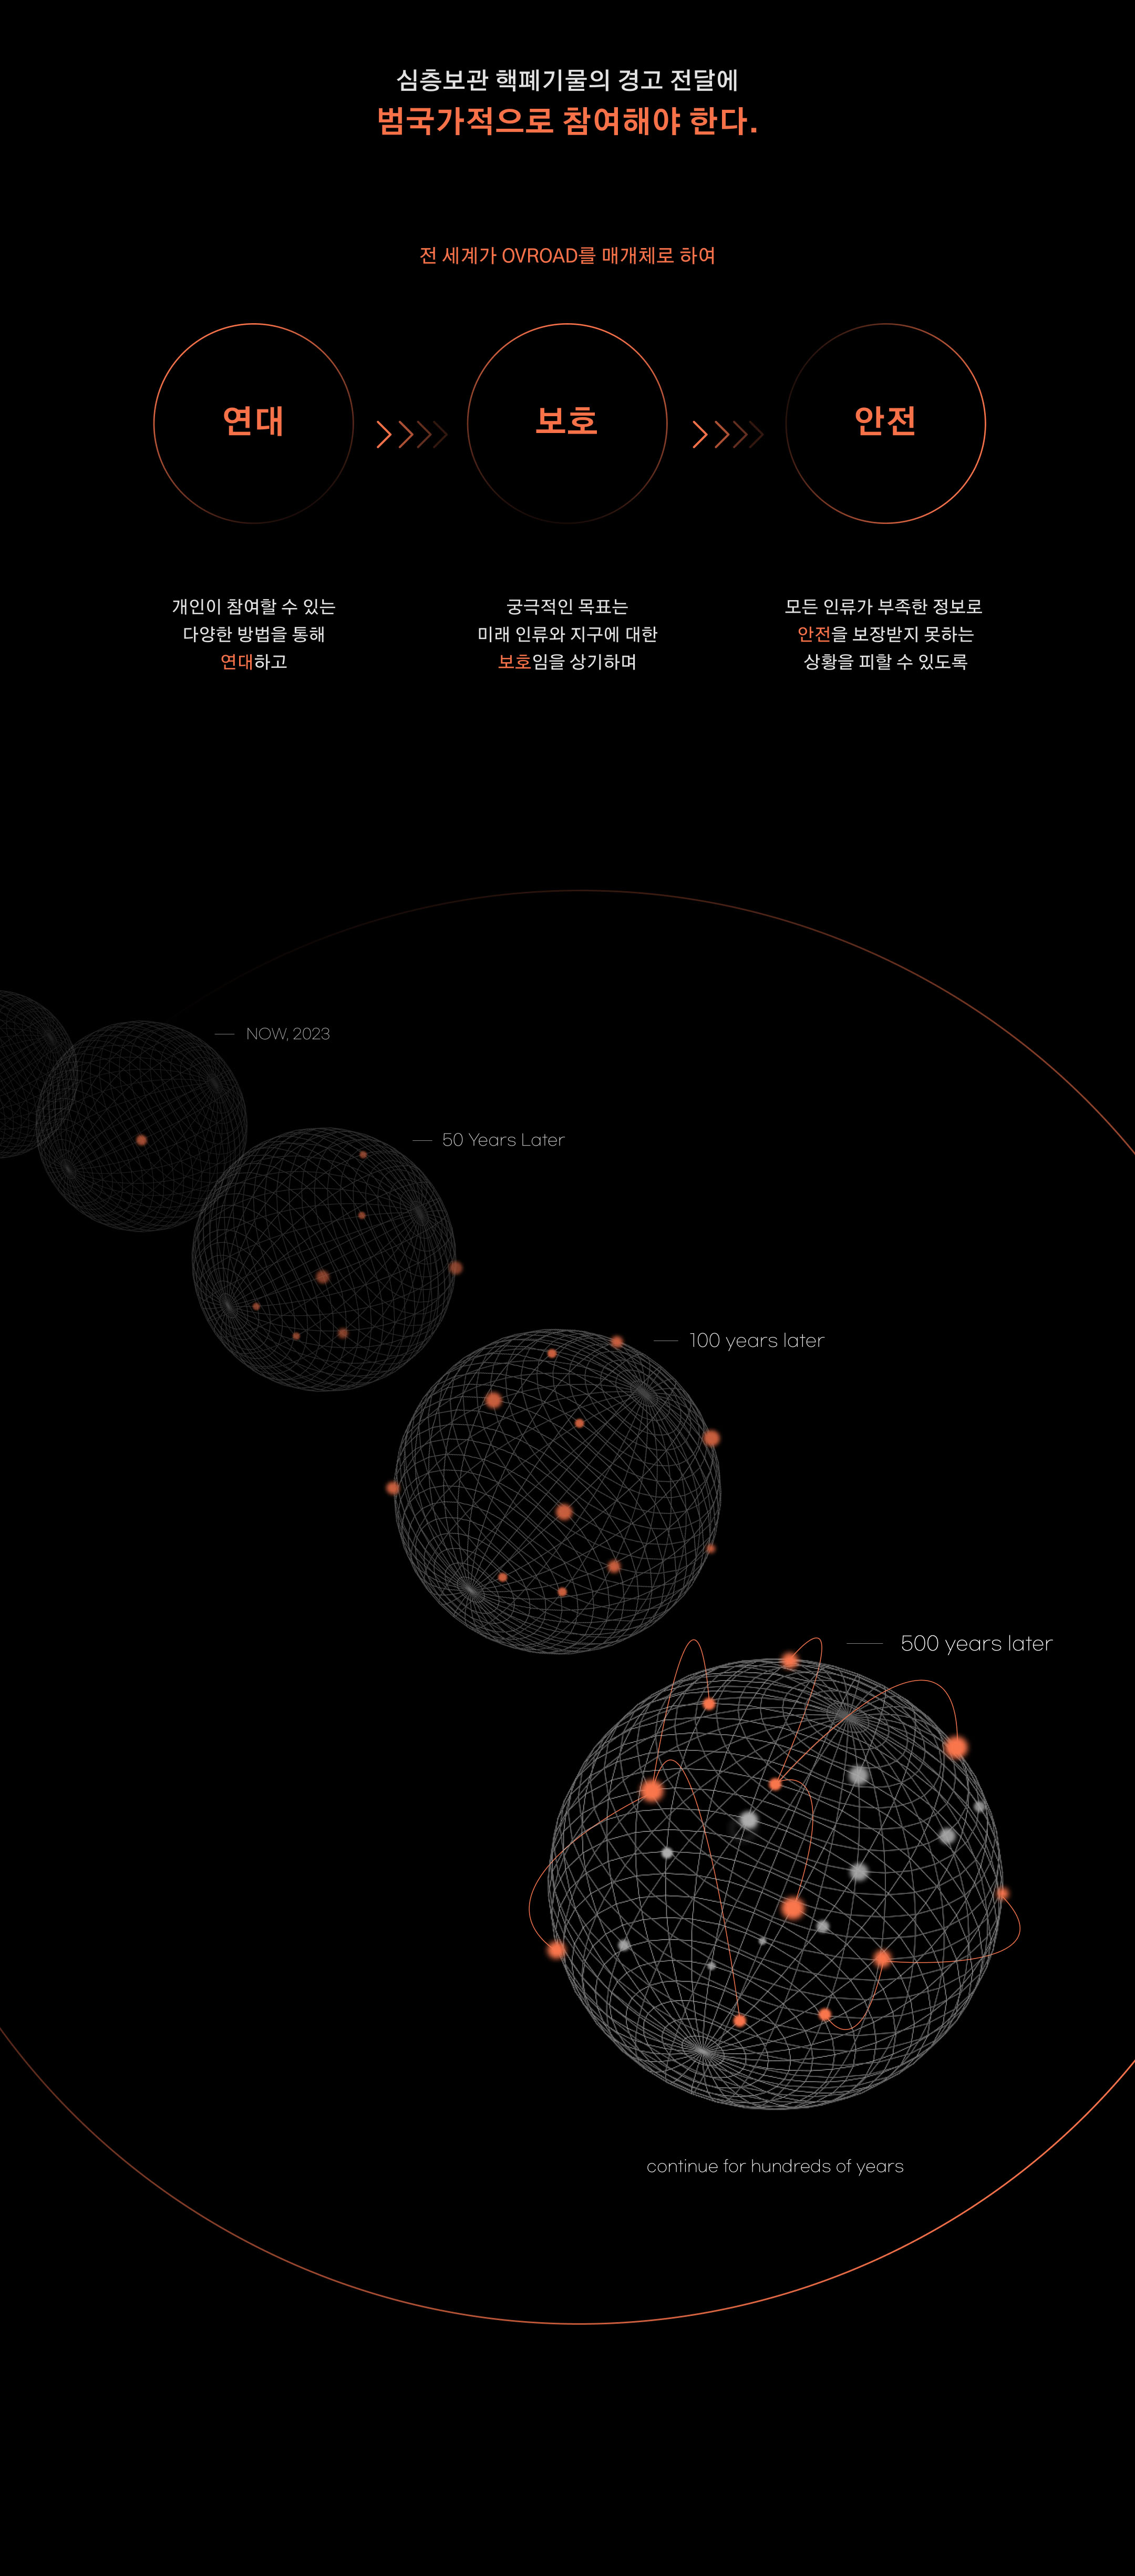 심층보관 핵폐기물의 경고 전달에
범국가적으로 참여해야 한다.
전 세계가 OVROAD를 매개체로 하여
연대
보호
안전
개인이 참여할 수 있는
다양한 방법을 통해
연대하고
궁극적인 목표는
미래 인류와 지구에 대한
보호임을 상기하며
모든 인류가 부족한 정보로
안전을 보장받지 못하는
상황을 피할 수 있도록
NOW, 2023
50 Years Later
100 years later
500 years later
continue for hundreds of years